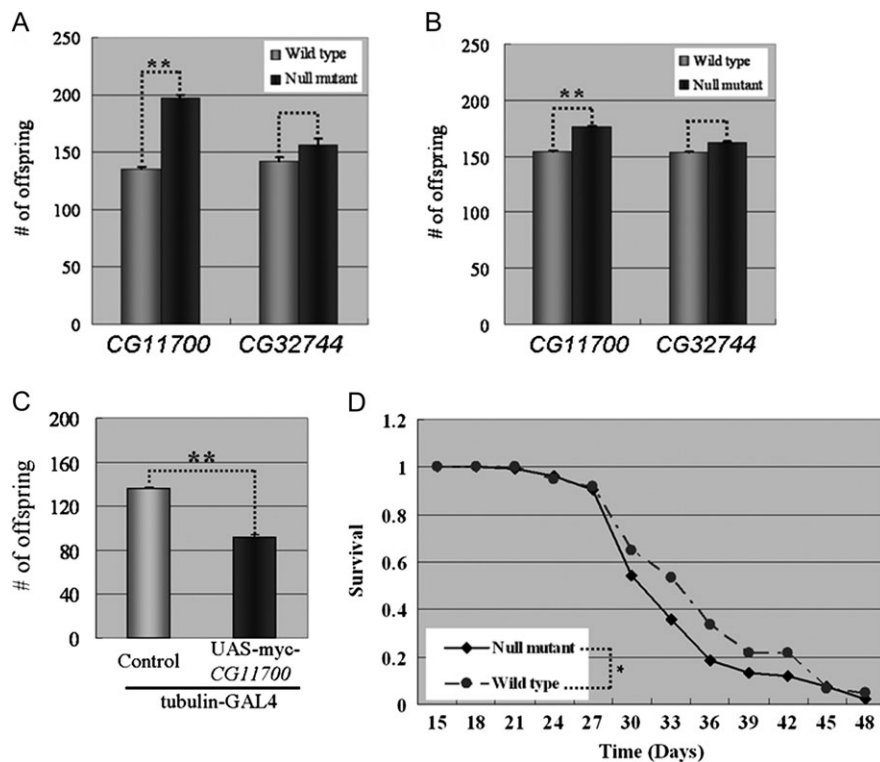 A
250
200
150
100
50
0
# of offspring
Wild type
Null mutant
**
CG11700 CG32744
B
250
200
150
100
50
0
# of offspring
Wild type
Null mutant
**
CG11700 CG32744
C
200
160
120
80
40
0
# of offspring
**
Control
UAS-myc-
CG11700
tubulin-GAL4
D
1.2
1
0.8
0.6
0.4
0.2
0
Survival
Null mutant
Wild type
*
15 18 21 24 27 30 33 36 39 42 45 48
Time (Days)